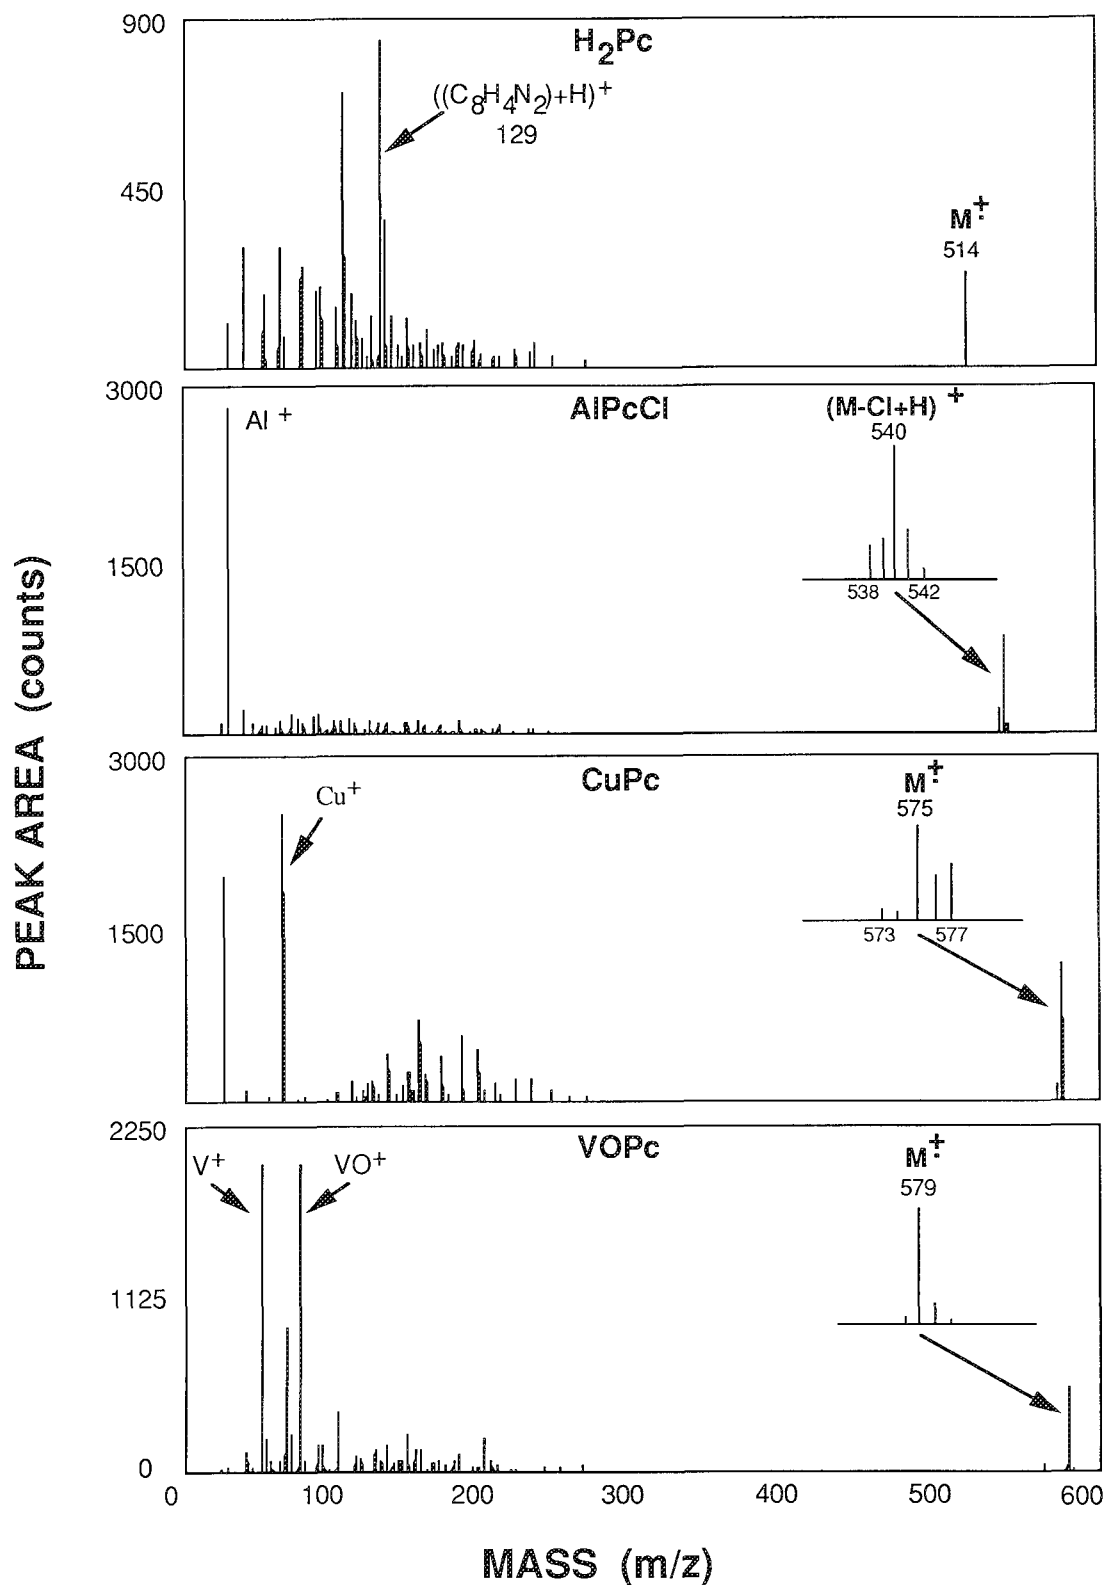 PEAK AREA (counts)
900
450
H2Pc
((C8H4N2)+H)+
129
M+.
514
3000
1500
AlPcCl
Al +
(M-Cl+H) +
540
538 542
3000
1500
CuPc
Cu+
M+.
575
573 577
2250
1125
0
VOPc
V+ VO+
M+.
579
0 100 200 300 400 500 600
MASS (m/z)